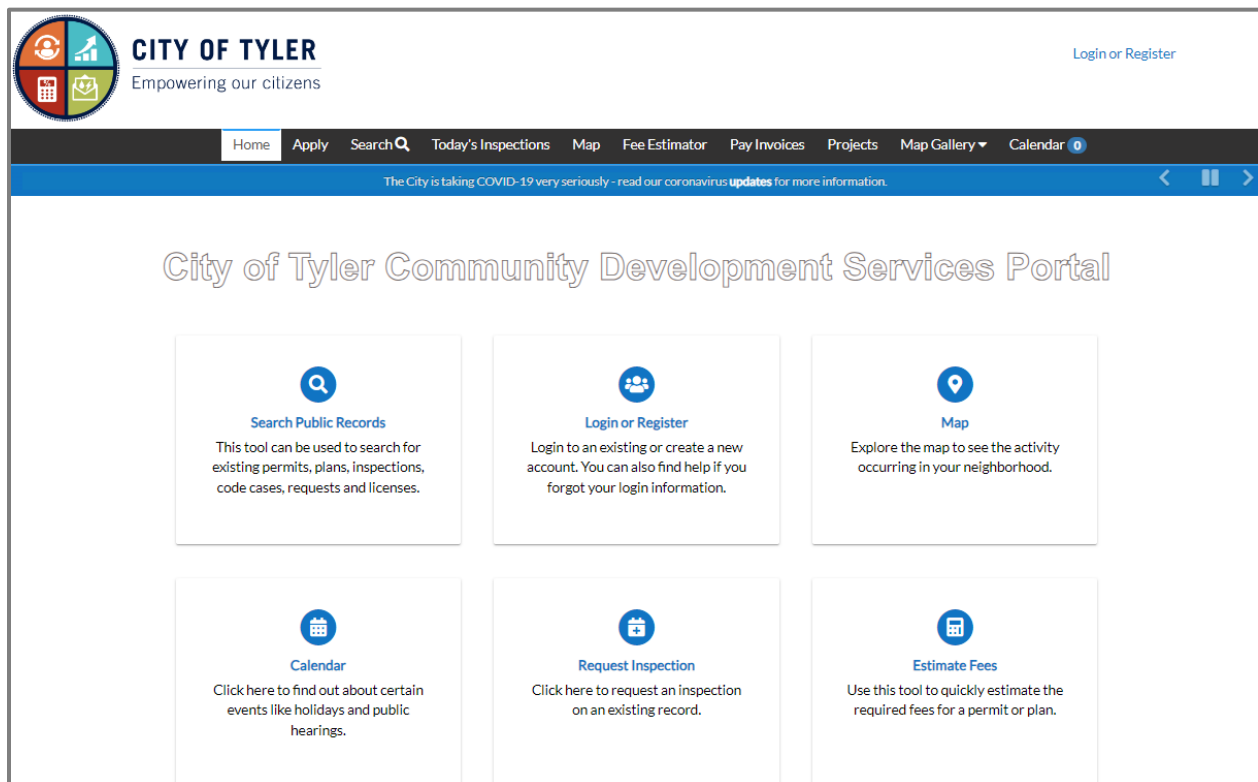 CITY OF TYLER
Empowering our citizens
Login or Register
Home Apply Search Today's Inspections Map Fee Estimator Pay Invoices Projects Map Gallery Calendar 0
The City is taking COVID-19 very seriously - read our coronavirus updates for more information.
City of Tyler Community Development Services Portal
Search Public Records
This tool can be used to search for
existing permits, plans, inspections,
code cases, requests and licenses.
Login or Register
Login to an existing or create a new
account. You can also find help if you
forgot your login information.
Map
Explore the map to see the activity
occurring in your neighborhood.
Calendar
Click here to find out about certain
events like holidays and public
hearings.
Request Inspection
Click here to request an inspection
on an existing record.
Estimate Fees
Use this tool to quickly estimate the
required fees for a permit or plan.